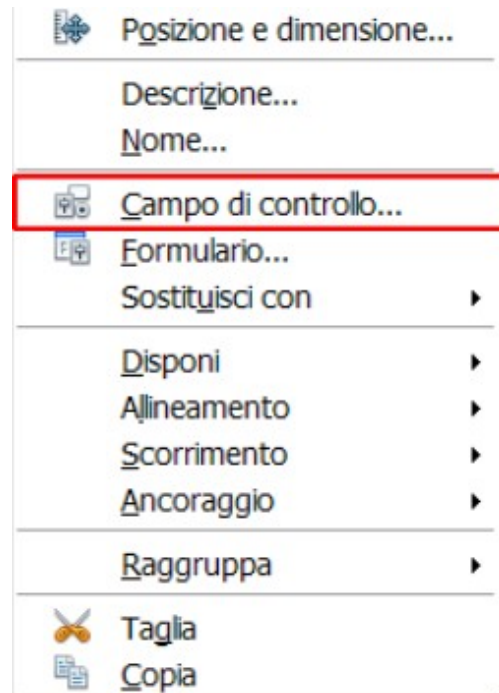 Posizione e dimensione...
Descrizione...
Nome...
Campo di controllo...
Formulario...
Sostituisci con
Disponi
Allineamento
Scorrimento
Ancoraggio
Raggruppa
Taglia
Copia